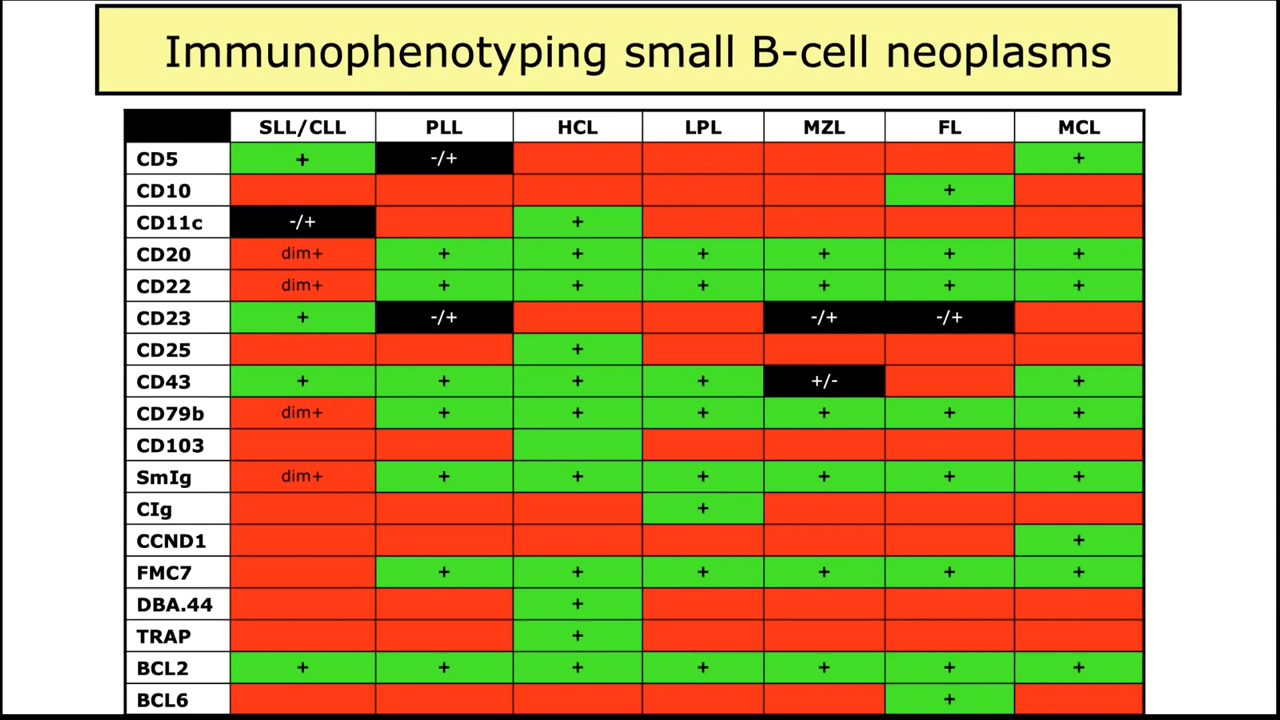 Immunophenotyping small B-cell neoplasms
SLL/CLL PLL HCL LPL MZL FL MCL
CD5 + -/+ +
CD10 +
CD11c -/+ +
CD20 dim+ + + + + + +
CD22 dim+ + + + + + +
CD23 + -/+ -/+ -/+
CD25 +
CD43 + + + + +/- +
CD79b dim+ + + + + + +
CD103
SmIg dim+ + + + + + +
CIg +
CCND1 +
FMC7 + + + + + +
DBA.44 +
TRAP +
BCL2 + + + + + + +
BCL6 +